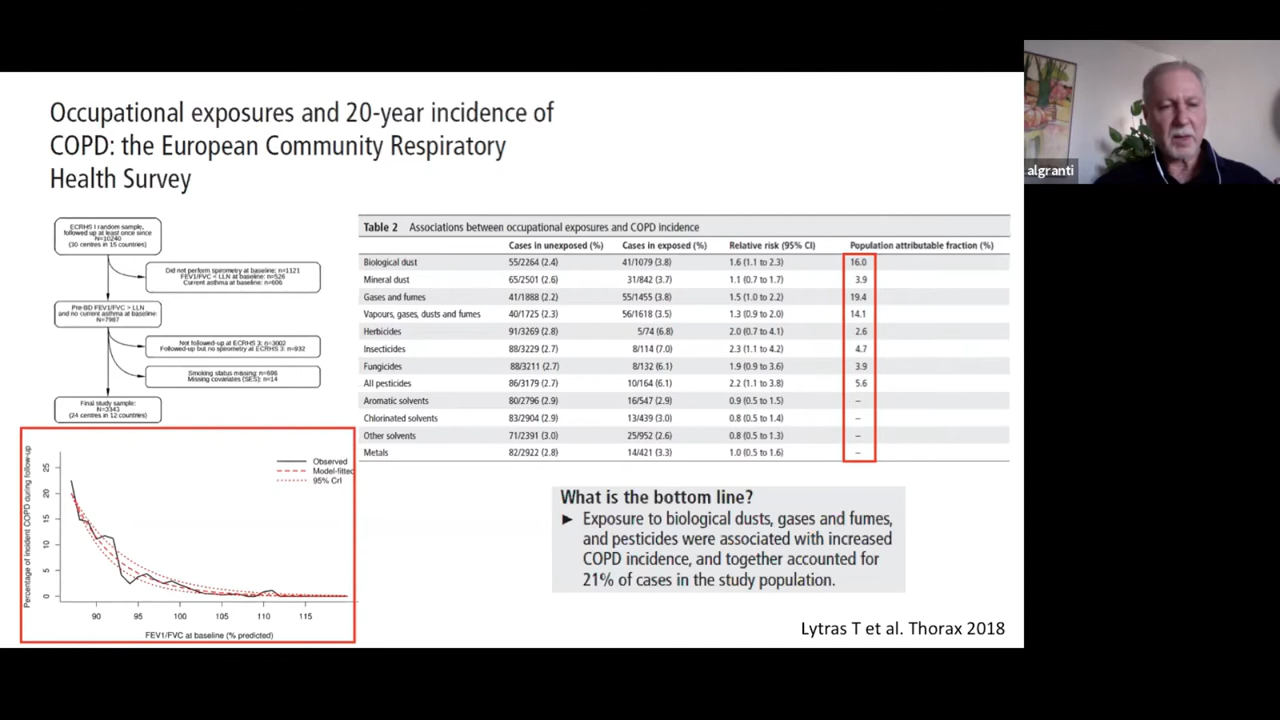 Occupational exposures and 20-year incidence of
COPD: the European Community Respiratory
Health Survey
algranti
ECRHS I random sample,
followed up at least once since
N=10240
(30 centres in 15 countries)
Did not perform spirometry at baseline: n=1121
FEV1/FVC < LLN at baseline: n=526
Current asthma at baseline: n=606
Pre-BD FEV1/FVC > LLN
and no current asthma at baseline:
N=7987
Not followed-up at ECRHS 3: n=3002
Followed-up but no spirometry at ECRHS 3: n=932
Smoking status missing: n=696
Missing covariates (SES): n=14
Final study sample:
N=3343
(24 centres in 12 countries)
Table 2 Associations between occupational exposures and COPD incidence
Cases in unexposed (%) Cases in exposed (%) Relative risk (95% CI) Population attributable fraction (%)
Biological dust 55/2264 (2.4) 41/1079 (3.8) 1.6 (1.1 to 2.3) 16.0
Mineral dust 65/2501 (2.6) 31/842 (3.7) 1.1 (0.7 to 1.7) 3.9
Gases and fumes 41/1888 (2.2) 55/1455 (3.8) 1.5 (1.0 to 2.2) 19.4
Vapours, gases, dusts and fumes 40/1725 (2.3) 56/1618 (3.5) 1.3 (0.9 to 2.0) 14.1
Herbicides 91/3269 (2.8) 5/74 (6.8) 2.0 (0.7 to 4.1) 2.6
Insecticides 88/3229 (2.7) 8/114 (7.0) 2.3 (1.1 to 4.2) 4.7
Fungicides 88/3211 (2.7) 8/132 (6.1) 1.9 (0.9 to 3.6) 3.9
All pesticides 86/3179 (2.7) 10/164 (6.1) 2.2 (1.1 to 3.8) 5.6
Aromatic solvents 80/2796 (2.9) 16/547 (2.9) 0.9 (0.5 to 1.5) –
Chlorinated solvents 83/2904 (2.9) 13/439 (3.0) 0.8 (0.5 to 1.4) –
Other solvents 71/2391 (3.0) 25/952 (2.6) 0.8 (0.5 to 1.3) –
Metals 82/2922 (2.8) 14/421 (3.3) 1.0 (0.5 to 1.6) –
Percentage of incident COPD during follow-up
25
20
15
10
5
0
Observed
Model-fitted
95% CrI
90 95 100 105 110 115
FEV1/FVC at baseline (% predicted)
What is the bottom line?
► Exposure to biological dusts, gases and fumes,
and pesticides were associated with increased
COPD incidence, and together accounted for
21% of cases in the study population.
Lytras T et al. Thorax 2018